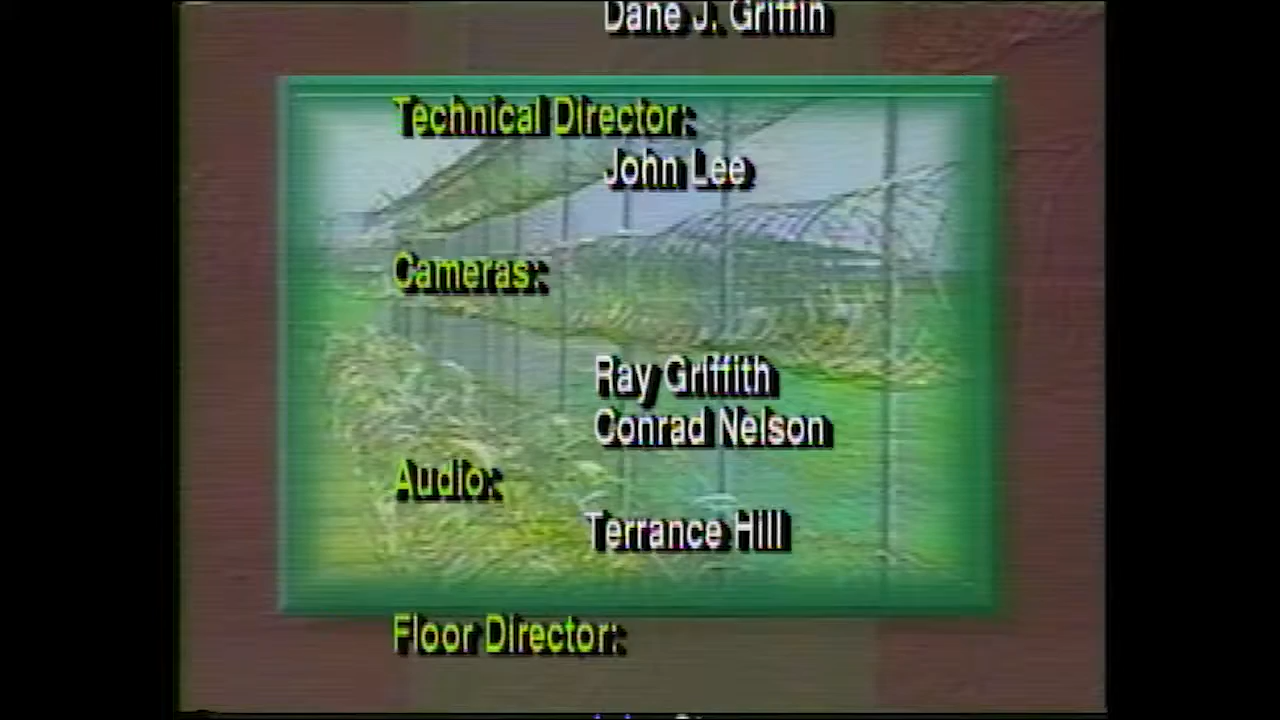 Dane J. Griffin
Technical Director:
John Lee
Cameras:
Ray Griffith
Conrad Nelson
Audio:
Terrance Hill
Floor Director: